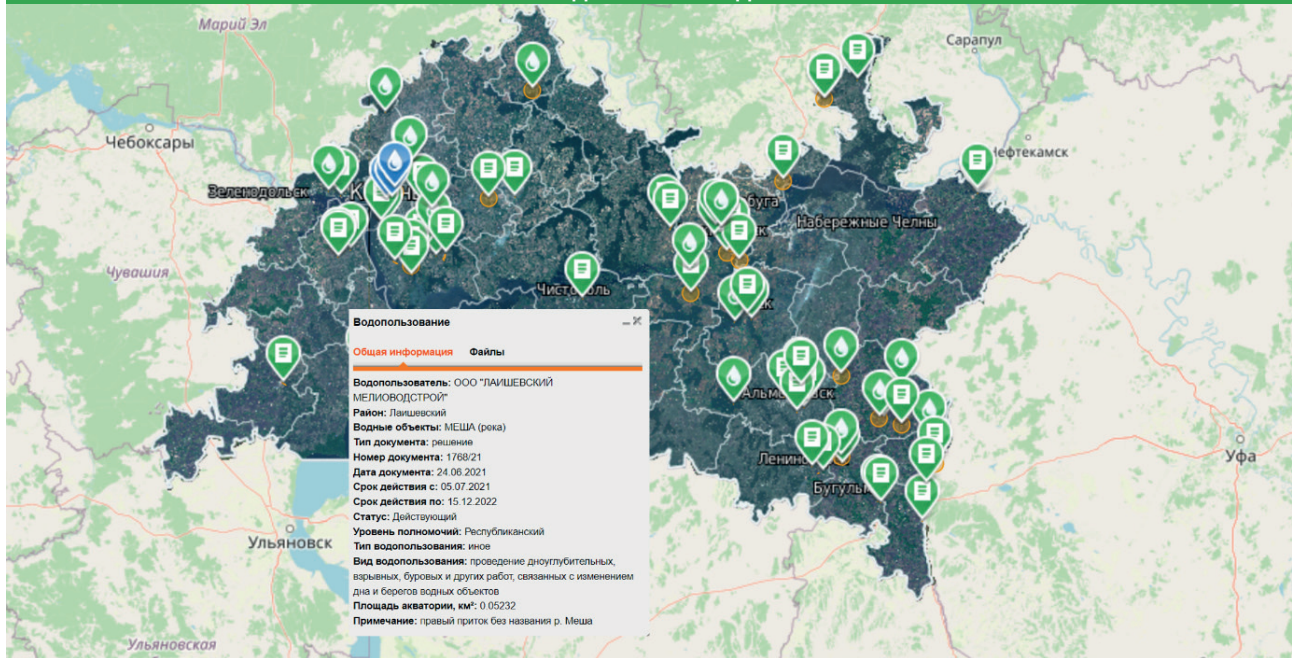 Марий Эл
Сарапул
Чебоксары
Нефтекамск
Зеленодольск
Набережные Челны
Чувашия
Чистополь
Водопользование
Общая информация Файлы
Водопользователь: ООО "ЛАИШЕВСКИЙ
МЕЛИОВОДСТРОЙ"
Район: Лаишевский
Водные объекты: МЕША (река)
Тип документа: решение
Номер документа: 1768/21
Дата документа: 24.06.2021
Срок действия с: 05.07.2021
Срок действия по: 15.12.2022
Статус: Действующий
Уровень полномочий: Республиканский
Тип водопользования: иное
Вид водопользования: проведение дноуглубительных,
взрывных, буровых и других работ, связанных с изменением
дна и берегов водных объектов
Площадь акватории, км²: 0.05232
Примечание: правый приток без названия р. Меша
Уфа
Ульяновск
Ульяновская